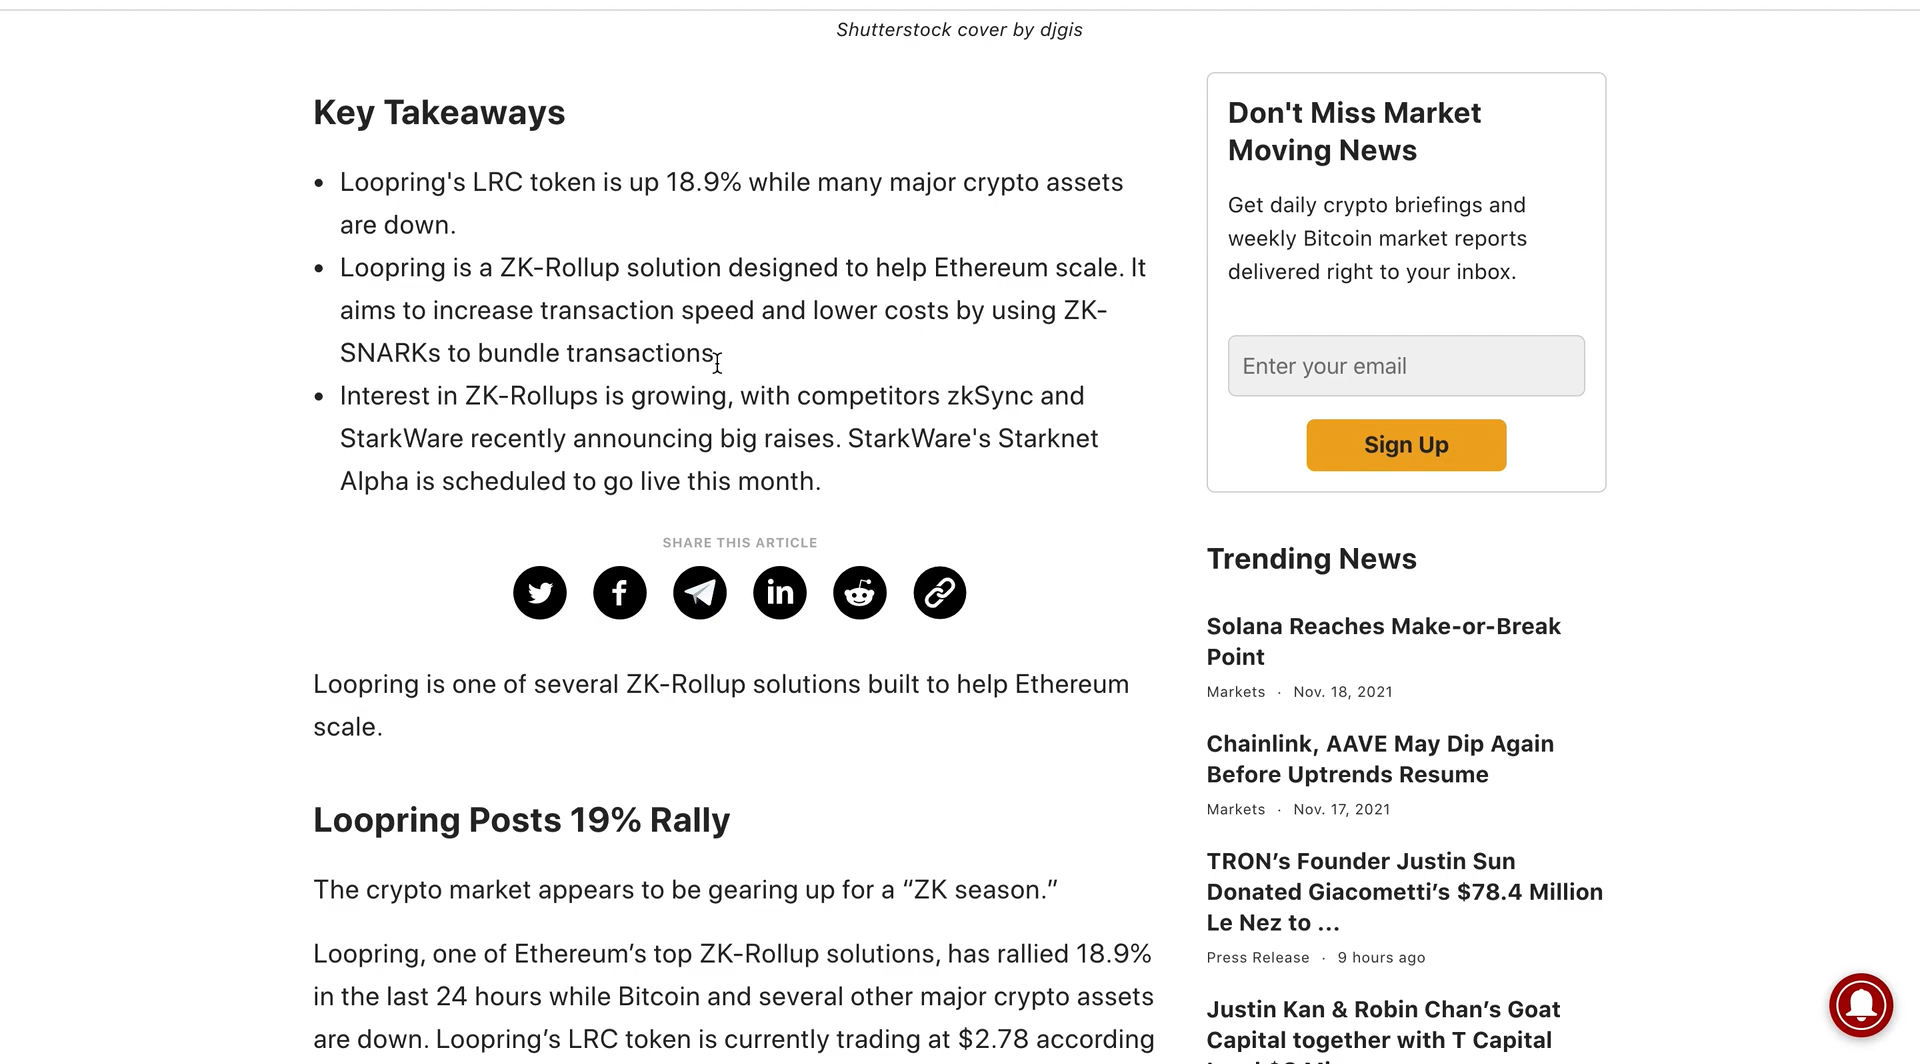 Shutterstock cover by djgis
Key Takeaways
• Loopring's LRC token is up 18.9% while many major crypto assets
are down.
• Loopring is a ZK-Rollup solution designed to help Ethereum scale. It
aims to increase transaction speed and lower costs by using ZK-
SNARKs to bundle transactions.
• Interest in ZK-Rollups is growing, with competitors zkSync and
StarkWare recently announcing big raises. StarkWare's Starknet
Alpha is scheduled to go live this month.
SHARE THIS ARTICLE
Loopring is one of several ZK-Rollup solutions built to help Ethereum
scale.
Loopring Posts 19% Rally
The crypto market appears to be gearing up for a “ZK season.”
Loopring, one of Ethereum’s top ZK-Rollup solutions, has rallied 18.9%
in the last 24 hours while Bitcoin and several other major crypto assets
are down. Loopring’s LRC token is currently trading at $2.78 according
Don't Miss Market
Moving News
Get daily crypto briefings and
weekly Bitcoin market reports
delivered right to your inbox.
Enter your email
Sign Up
Trending News
Solana Reaches Make-or-Break
Point
Markets · Nov. 18, 2021
Chainlink, AAVE May Dip Again
Before Uptrends Resume
Markets · Nov. 17, 2021
TRON’s Founder Justin Sun
Donated Giacometti’s $78.4 Million
Le Nez to ...
Press Release · 9 hours ago
Justin Kan & Robin Chan’s Goat
Capital together with T Capital